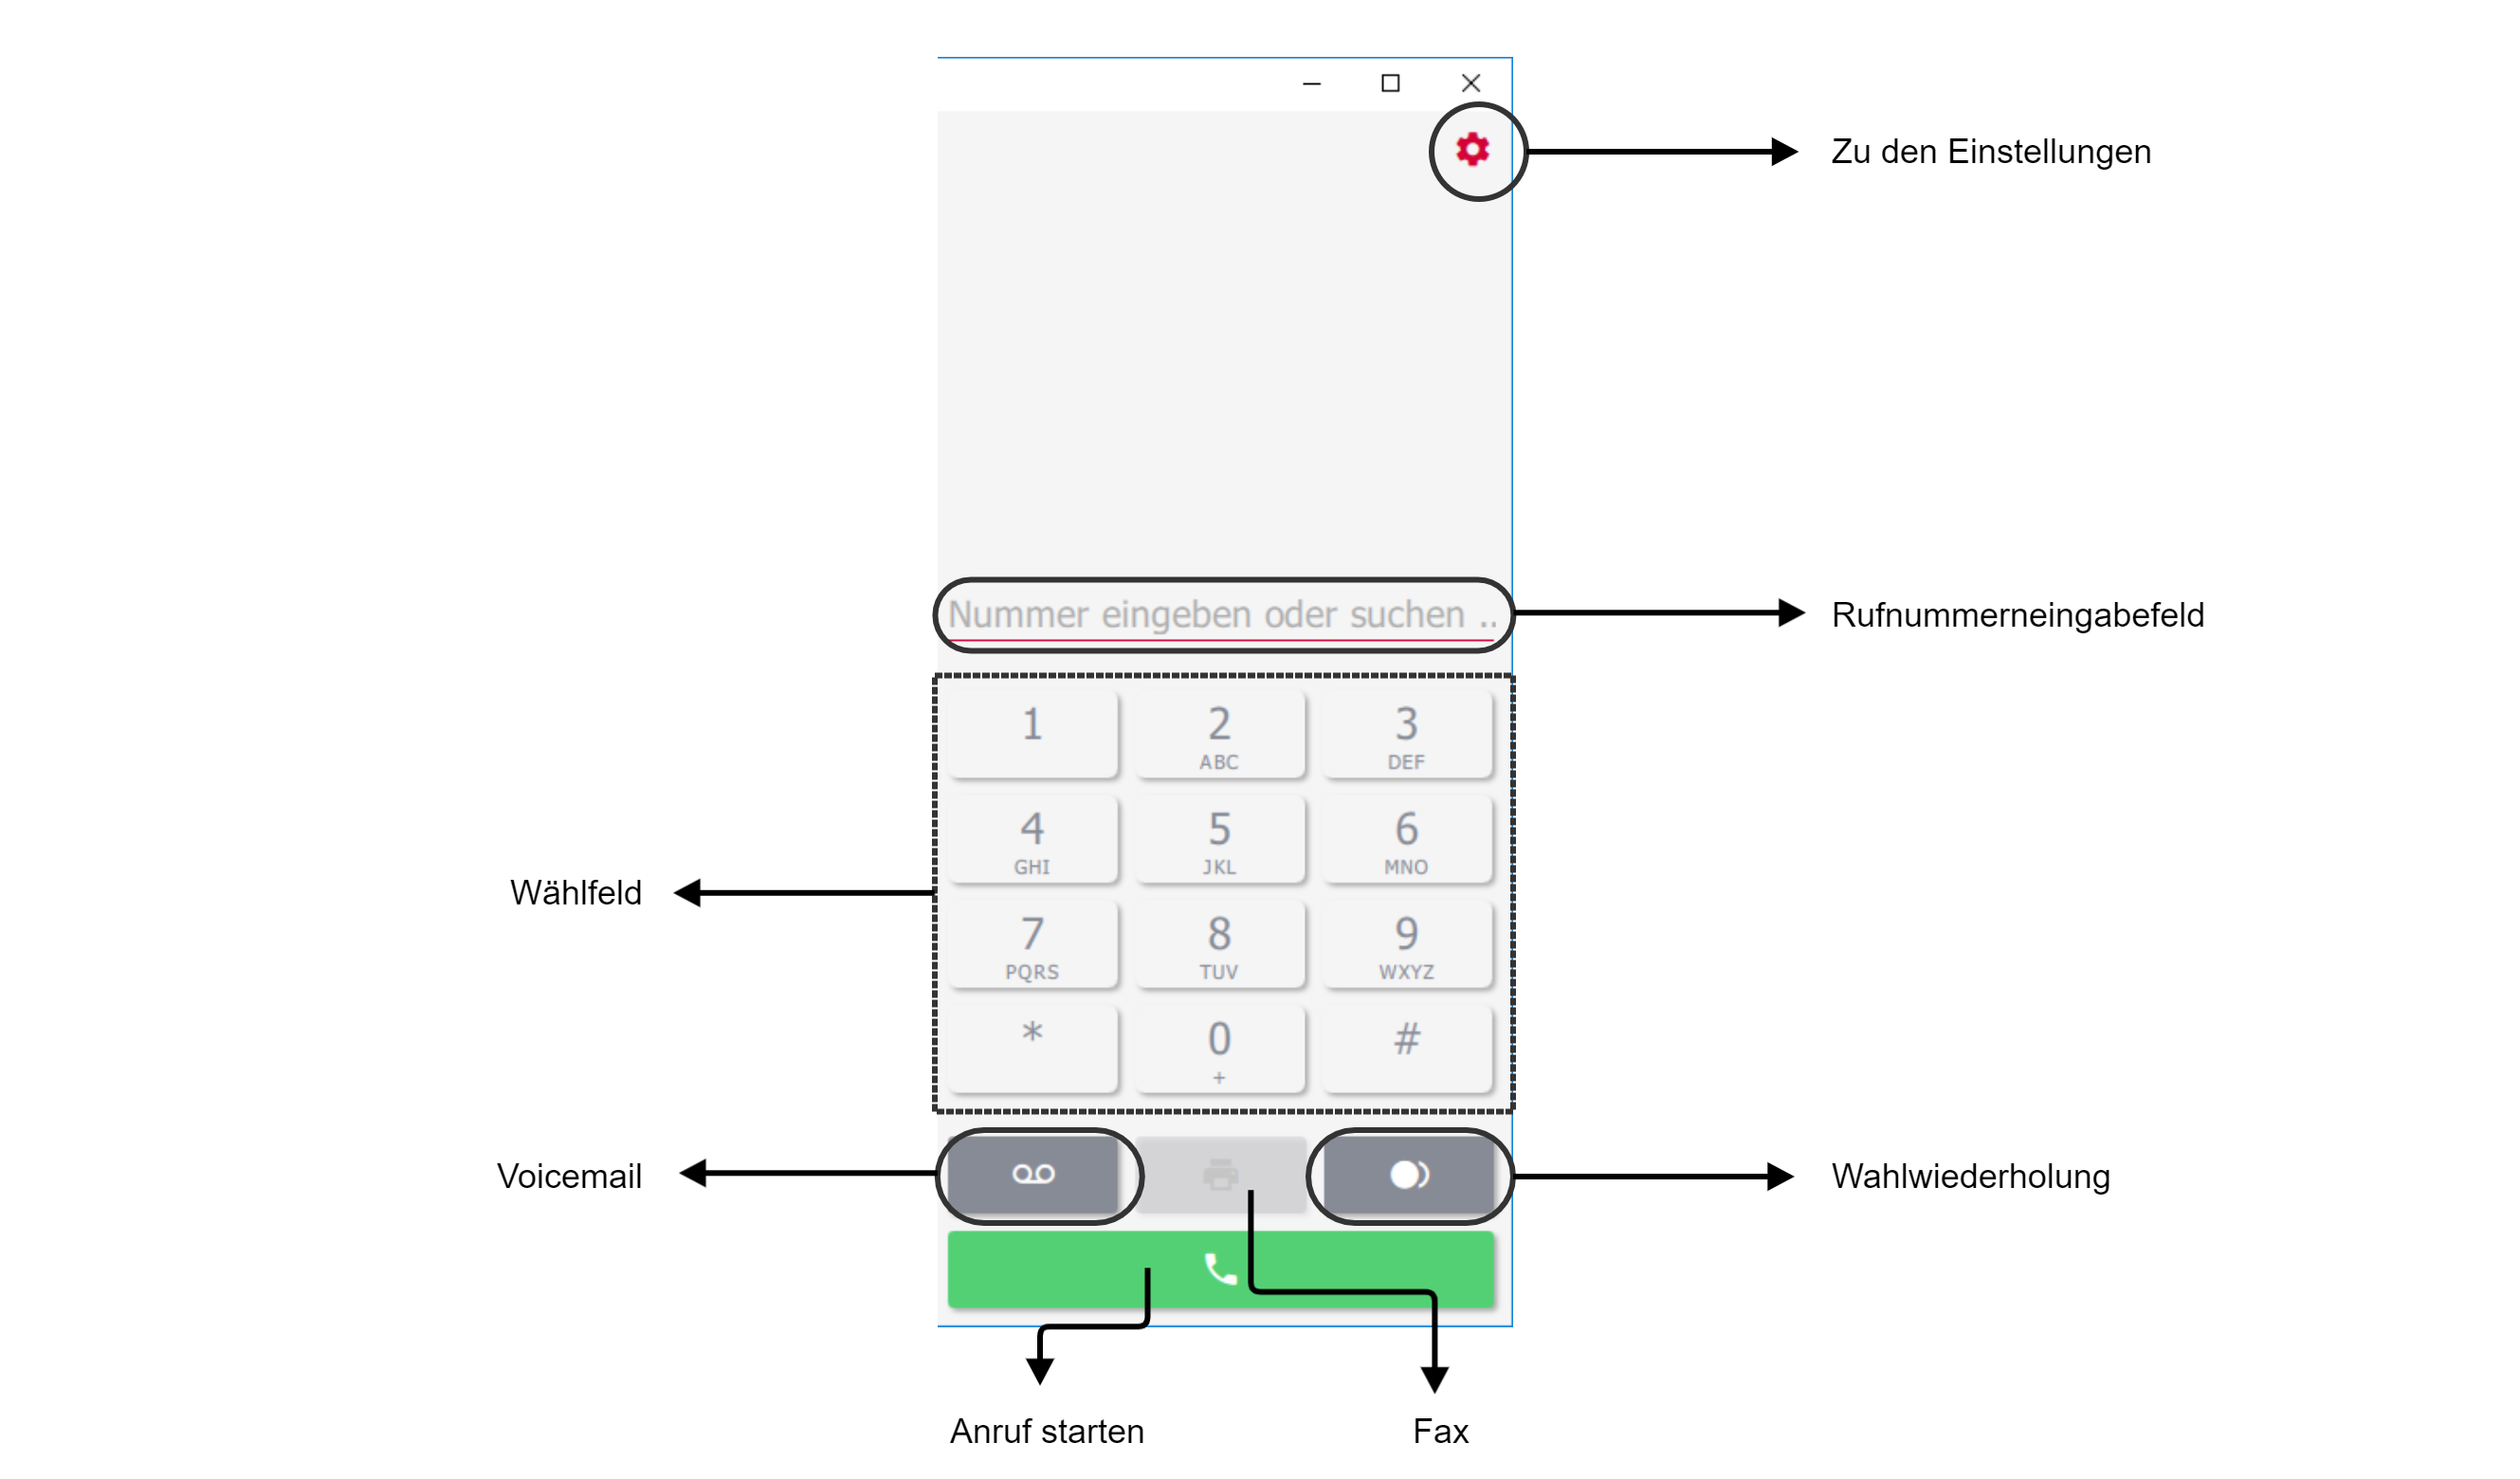 Zu den Einstellungen
Nummer eingeben oder suchen ..
Rufnummerneingabefeld
1 2 3
ABC DEF
4 5 6
GHI JKL MNO
Wählfeld
7 8 9
PQRS TUV WXYZ
* 0 #
+
Voicemail
Wahlwiederholung
Anruf starten
Fax